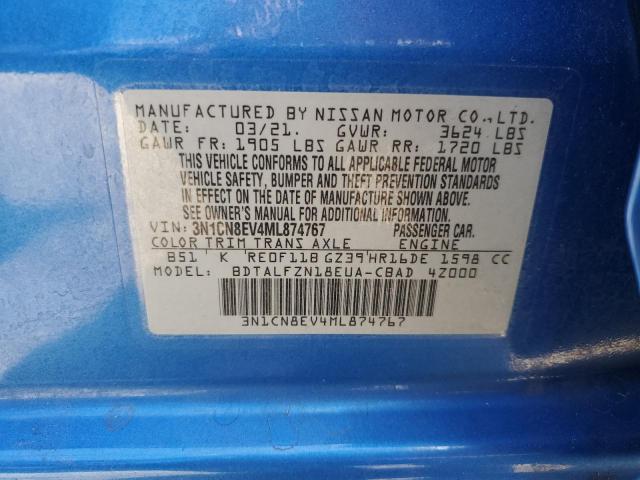 MANUFACTURED BY NISSAN MOTOR CO., LTD.
DATE: 03/21. GVWR: 3624 LBS
GAWR FR: 1905 LBS GAWR RR: 1720 LBS
THIS VEHICLE CONFORMS TO ALL APPLICABLE FEDERAL MOTOR
VEHICLE SAFETY, BUMPER AND THEFT PREVENTION STANDARDS
IN EFFECT ON THE DATE OF MANUFACTURE SHOWN ABOVE.
SEE OWNER'S MANUAL FOR ADDITIONAL INFORMATION.
VIN: 3N1CN8EV4ML874767 PASSENGER CAR.
COLOR TRIM TRANS AXLE ENGINE
B51 K RE0F11B GZ39 HR16DE 1598 CC
MODEL: BDTALFZN18EUA-CBAD 4Z000
3N1CN8EV4ML874767